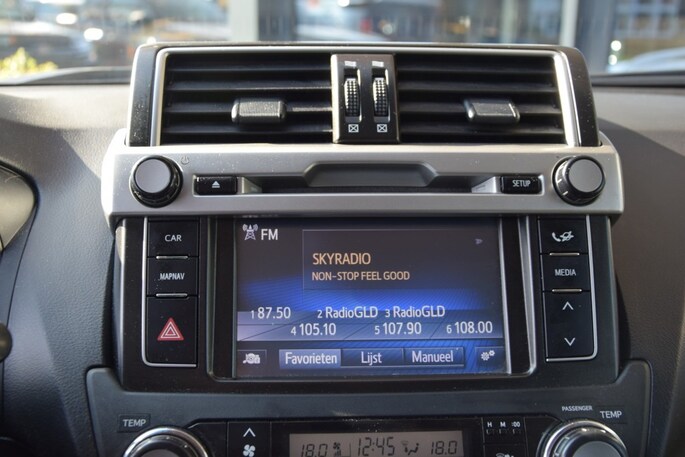 SETUP
CAR
MAPNAV
MEDIA
FM
SKYRADIO
NON-STOP FEEL GOOD
1 87.50 2 RadioGLD 3 RadioGLD
4 105.10 5 107.90 6 108.00
Favorieten Lijst Manueel
TEMP
PASSENGER
TEMP
H M :00
18.0 12:45 18.0